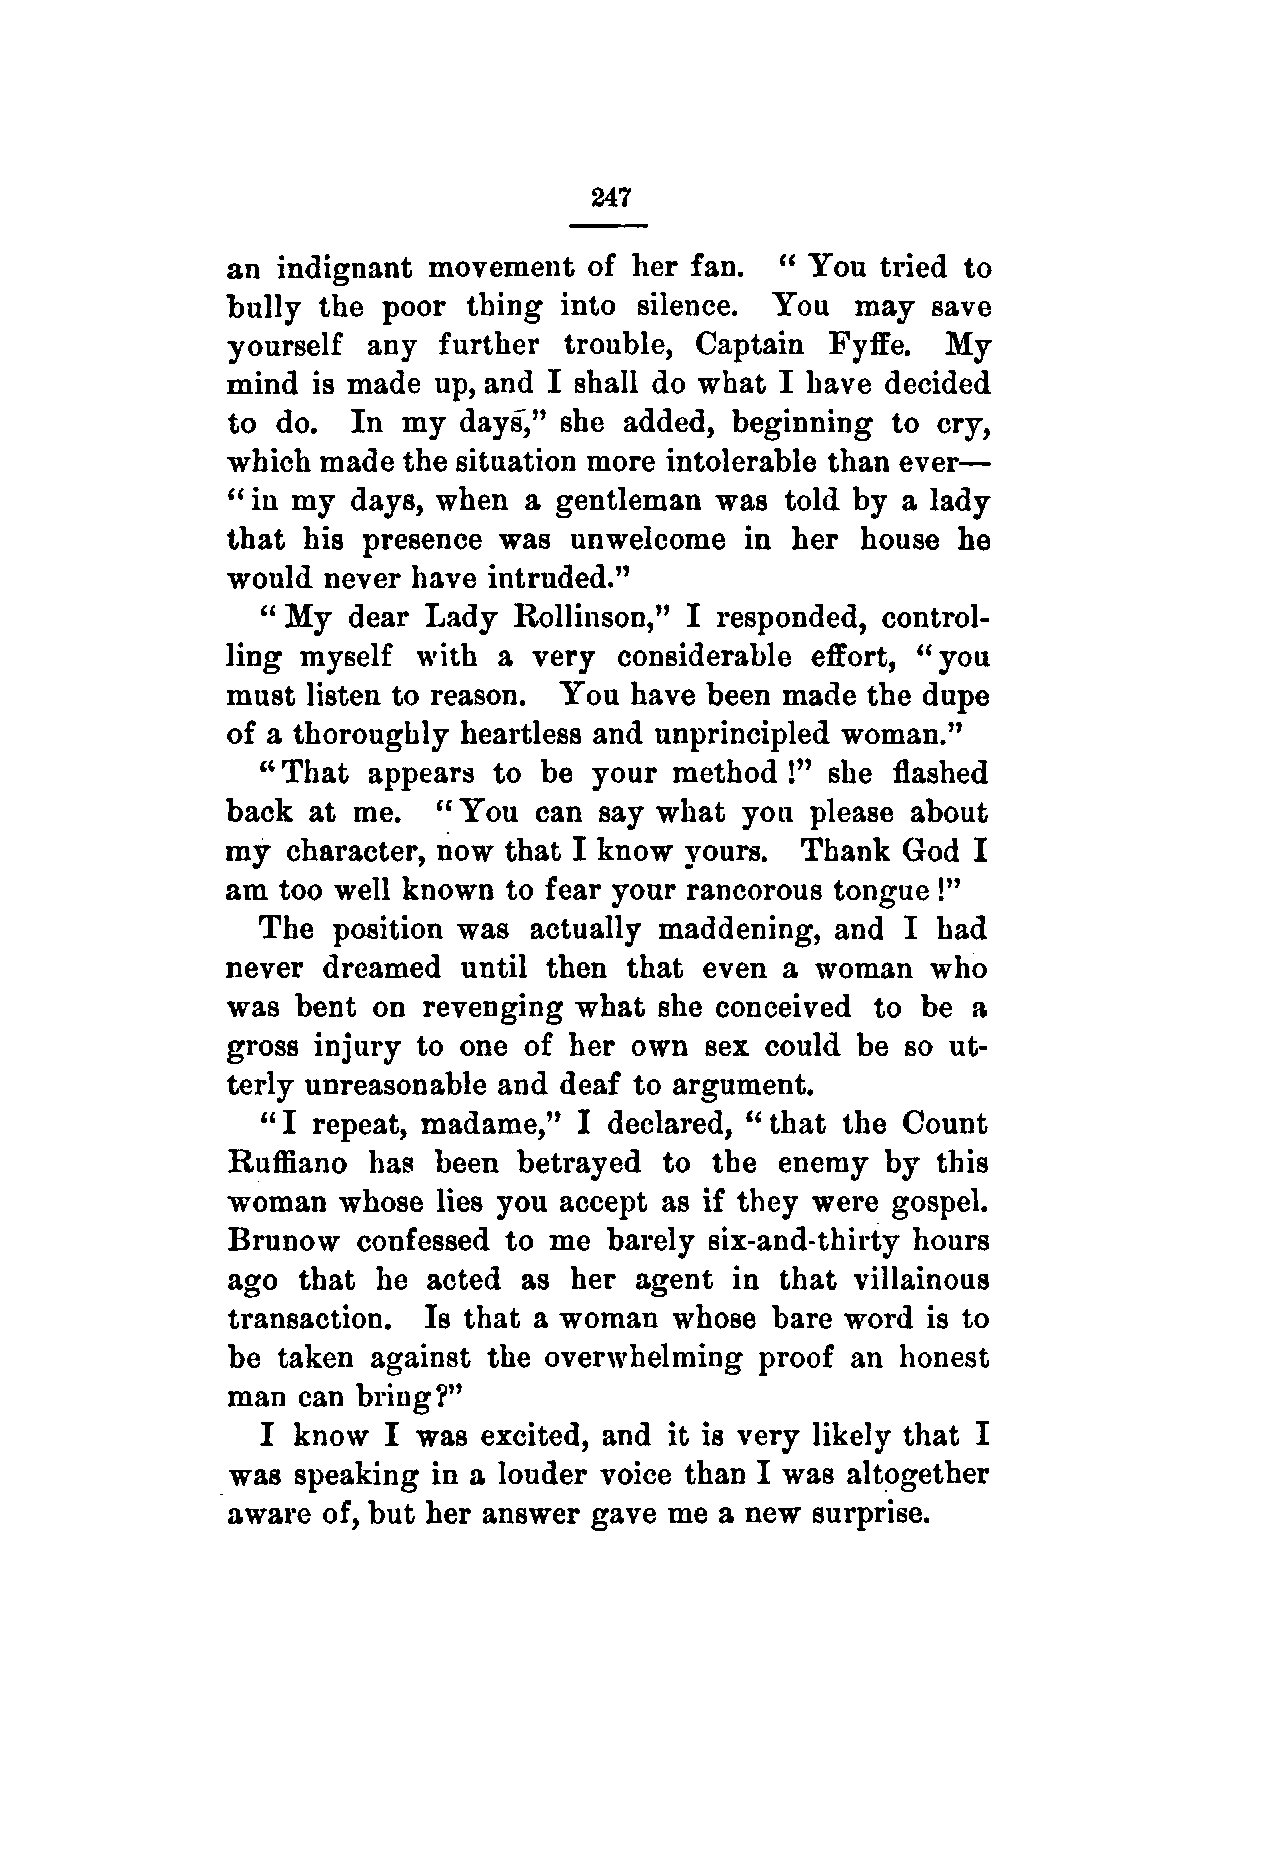 247
an indignant movement of her fan. “ You tried to
bully the poor thing into silence. You may save
yourself any further trouble, Captain Fyffe. My
mind is made up, and I shall do what I have decided
to do. In my days,” she added, beginning to cry,
which made the situation more intolerable than ever—
“in my days, when a gentleman was told by a lady
that his presence was unwelcome in her house he
would never have intruded.”
“My dear Lady Rollinson,” I responded, control-
ling myself with a very considerable effort, “you
must listen to reason. You have been made the dupe
of a thoroughly heartless and unprincipled woman.”
“That appears to be your method !” she flashed
back at me. “You can say what you please about
my character, now that I know yours. Thank God I
am too well known to fear your rancorous tongue !”
The position was actually maddening, and I had
never dreamed until then that even a woman who
was bent on revenging what she conceived to be a
gross injury to one of her own sex could be so ut-
terly unreasonable and deaf to argument.
“I repeat, madame,” I declared, “that the Count
Ruffiano has been betrayed to the enemy by this
woman whose lies you accept as if they were gospel.
Brunow confessed to me barely six-and-thirty hours
ago that he acted as her agent in that villainous
transaction. Is that a woman whose bare word is to
be taken against the overwhelming proof an honest
man can bring?”
I know I was excited, and it is very likely that I
was speaking in a louder voice than I was altogether
aware of, but her answer gave me a new surprise.